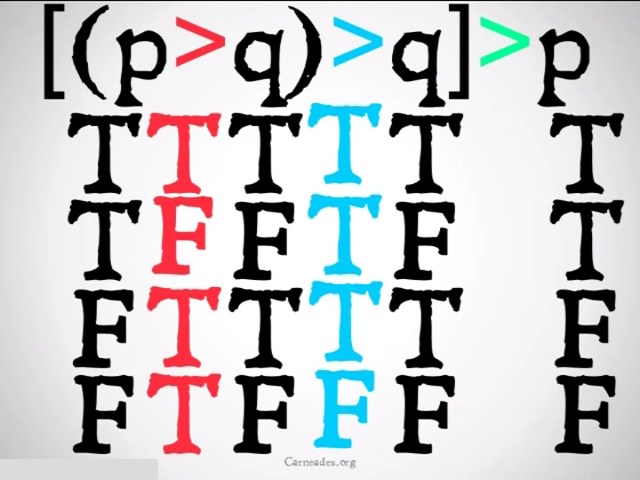 [(p>q)>q]>p
T T T T T T
T F F T F T
F T T T T F
F T F F F F
Carneades.org